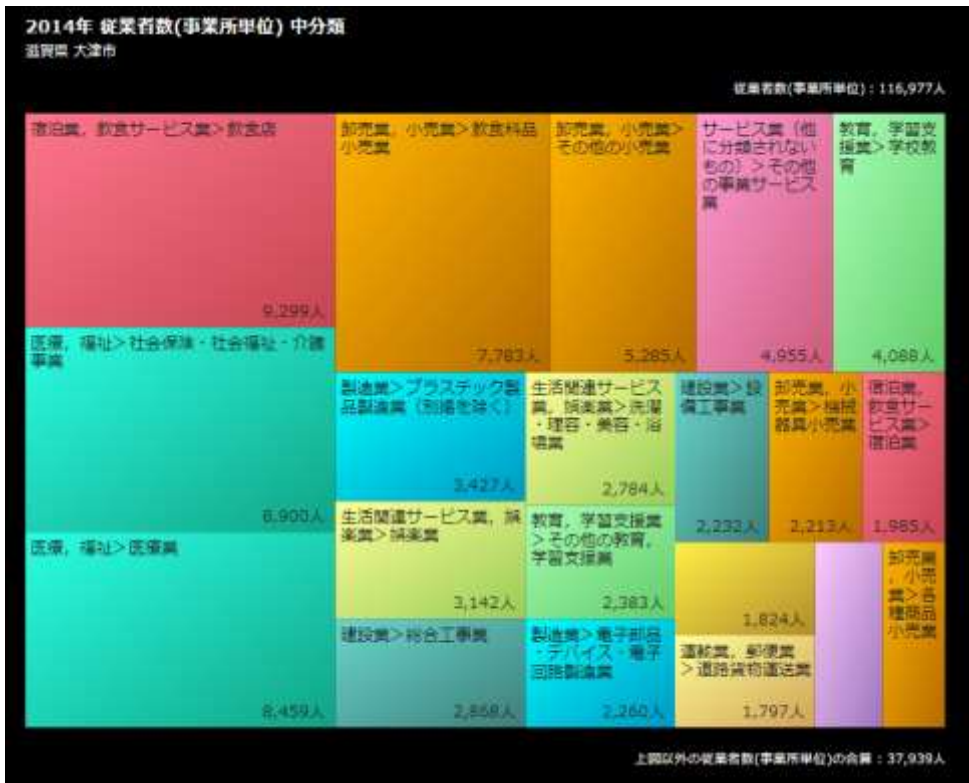 2014年 従業者数(事業所単位) 中分類
滋賀県 大津市
従業者数(事業所単位) : 116,977人
宿泊業, 飲食サービス業>飲食店
9,299人
医療, 福祉>社会保険・社会福祉・介護
事業
8,900人
医療, 福祉>医療業
8,459人
卸売業, 小売業>飲食料品
小売業
7,783人
卸売業, 小売業>
その他の小売業
5,285人
サービス業（他
に分類されない
もの）>その他
の事業サービス
業
4,955人
教育, 学習支
援業>学校教
育
4,088人
製造業>プラスチック製
品製造業（別掲を除く）
3,427人
生活関連サービス業, 娯
楽業>娯楽業
3,142人
建設業>総合工事業
2,868人
生活関連サービス
業, 娯楽業>洗濯
・理容・美容・浴
場業
2,784人
教育, 学習支援業
>その他の教育,
学習支援業
2,383人
製造業>電子部品
・デバイス・電子
回路製造業
2,260人
建設業>設
備工事業
2,232人
卸売業, 小
売業>機械
器具小売業
2,213人
宿泊業,
飲食サー
ビス業>
宿泊業
1,985人
1,824人
運輸業, 郵便業
>道路貨物運送業
1,797人
卸売業
, 小売
業>各
種商品
小売業
上図以外の従業者数(事業所単位)の合算 : 37,939人